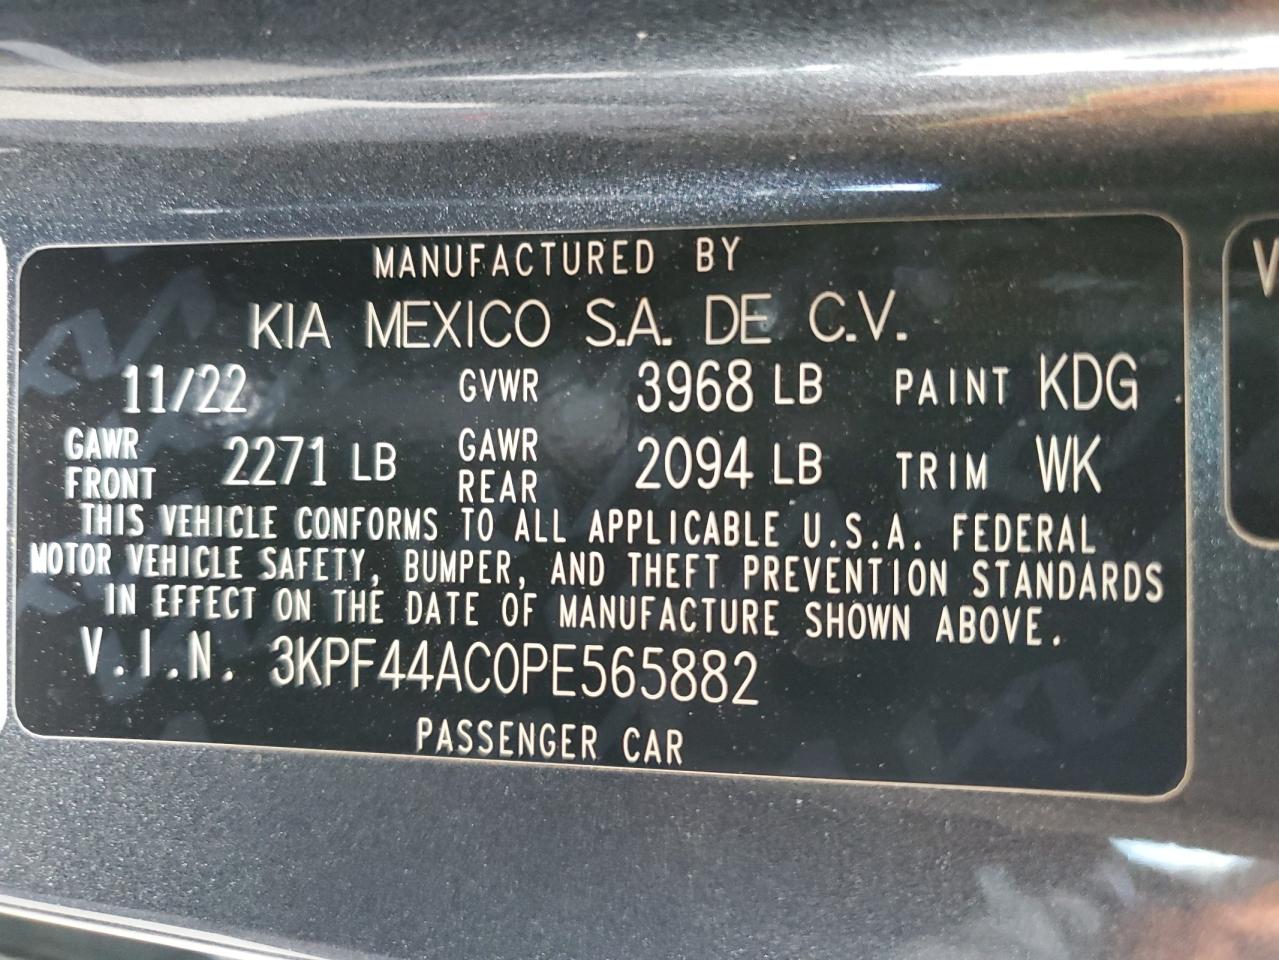 MANUFACTURED BY
KIA MEXICO S.A. DE C.V.
11/22 GVWR 3968 LB PAINT KDG
GAWR FRONT 2271 LB GAWR REAR 2094 LB TRIM WK
THIS VEHICLE CONFORMS TO ALL APPLICABLE U.S.A. FEDERAL
MOTOR VEHICLE SAFETY, BUMPER, AND THEFT PREVENTION STANDARDS
IN EFFECT ON THE DATE OF MANUFACTURE SHOWN ABOVE.
V.I.N. 3KPF44AC0PE565882
PASSENGER CAR
V